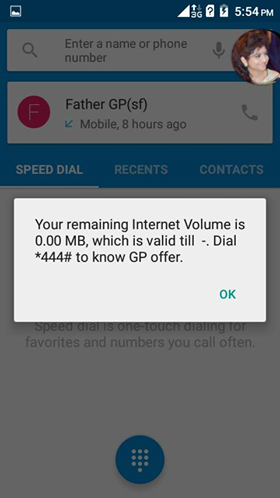 3G
5:54 PM
Enter a name or phone
number
F
Father GP(sf)
Mobile, 8 hours ago
SPEED DIAL RECENTS CONTACTS
Your remaining Internet Volume is
0.00 MB, which is valid till -. Dial
*444# to know GP offer.
OK
Speed dial is one-touch dialing for
favorites and numbers you call often.